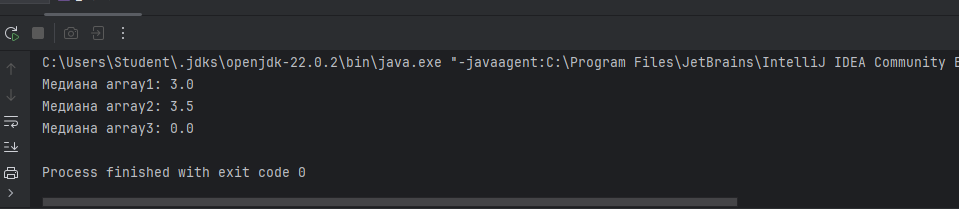 C:\Users\Student\.jdks\openjdk-22.0.2\bin\java.exe "-javaagent:C:\Program Files\JetBrains\IntelliJ IDEA Community
Медиана array1: 3.0
Медиана array2: 3.5
Медиана array3: 0.0
Process finished with exit code 0